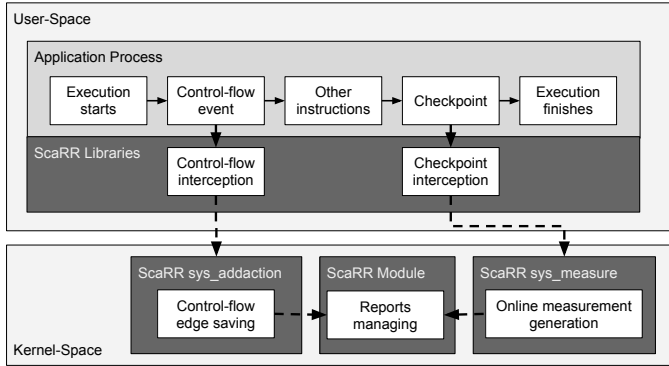 User-Space
Application Process
Execution
starts
Control-flow
event
Other
instructions
Checkpoint
Execution
finishes
ScaRR Libraries
Control-flow
interception
Checkpoint
interception
ScaRR sys_addaction
Control-flow
edge saving
ScaRR Module
Reports
managing
ScaRR sys_measure
Online measurement
generation
Kernel-Space